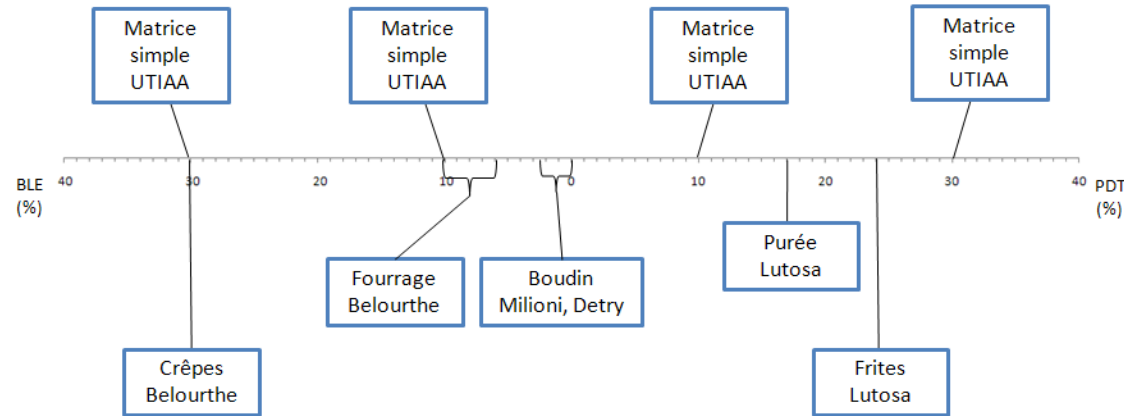 Matrice
simple
UTIAA
Matrice
simple
UTIAA
Matrice
simple
UTIAA
Matrice
simple
UTIAA
BLE
(%)
40
30
20
10
0
10
20
30
40
PDT
(%)
Purée
Lutosa
Fourrage
Belourthe
Boudin
Milioni, Detry
Crêpes
Belourthe
Frites
Lutosa